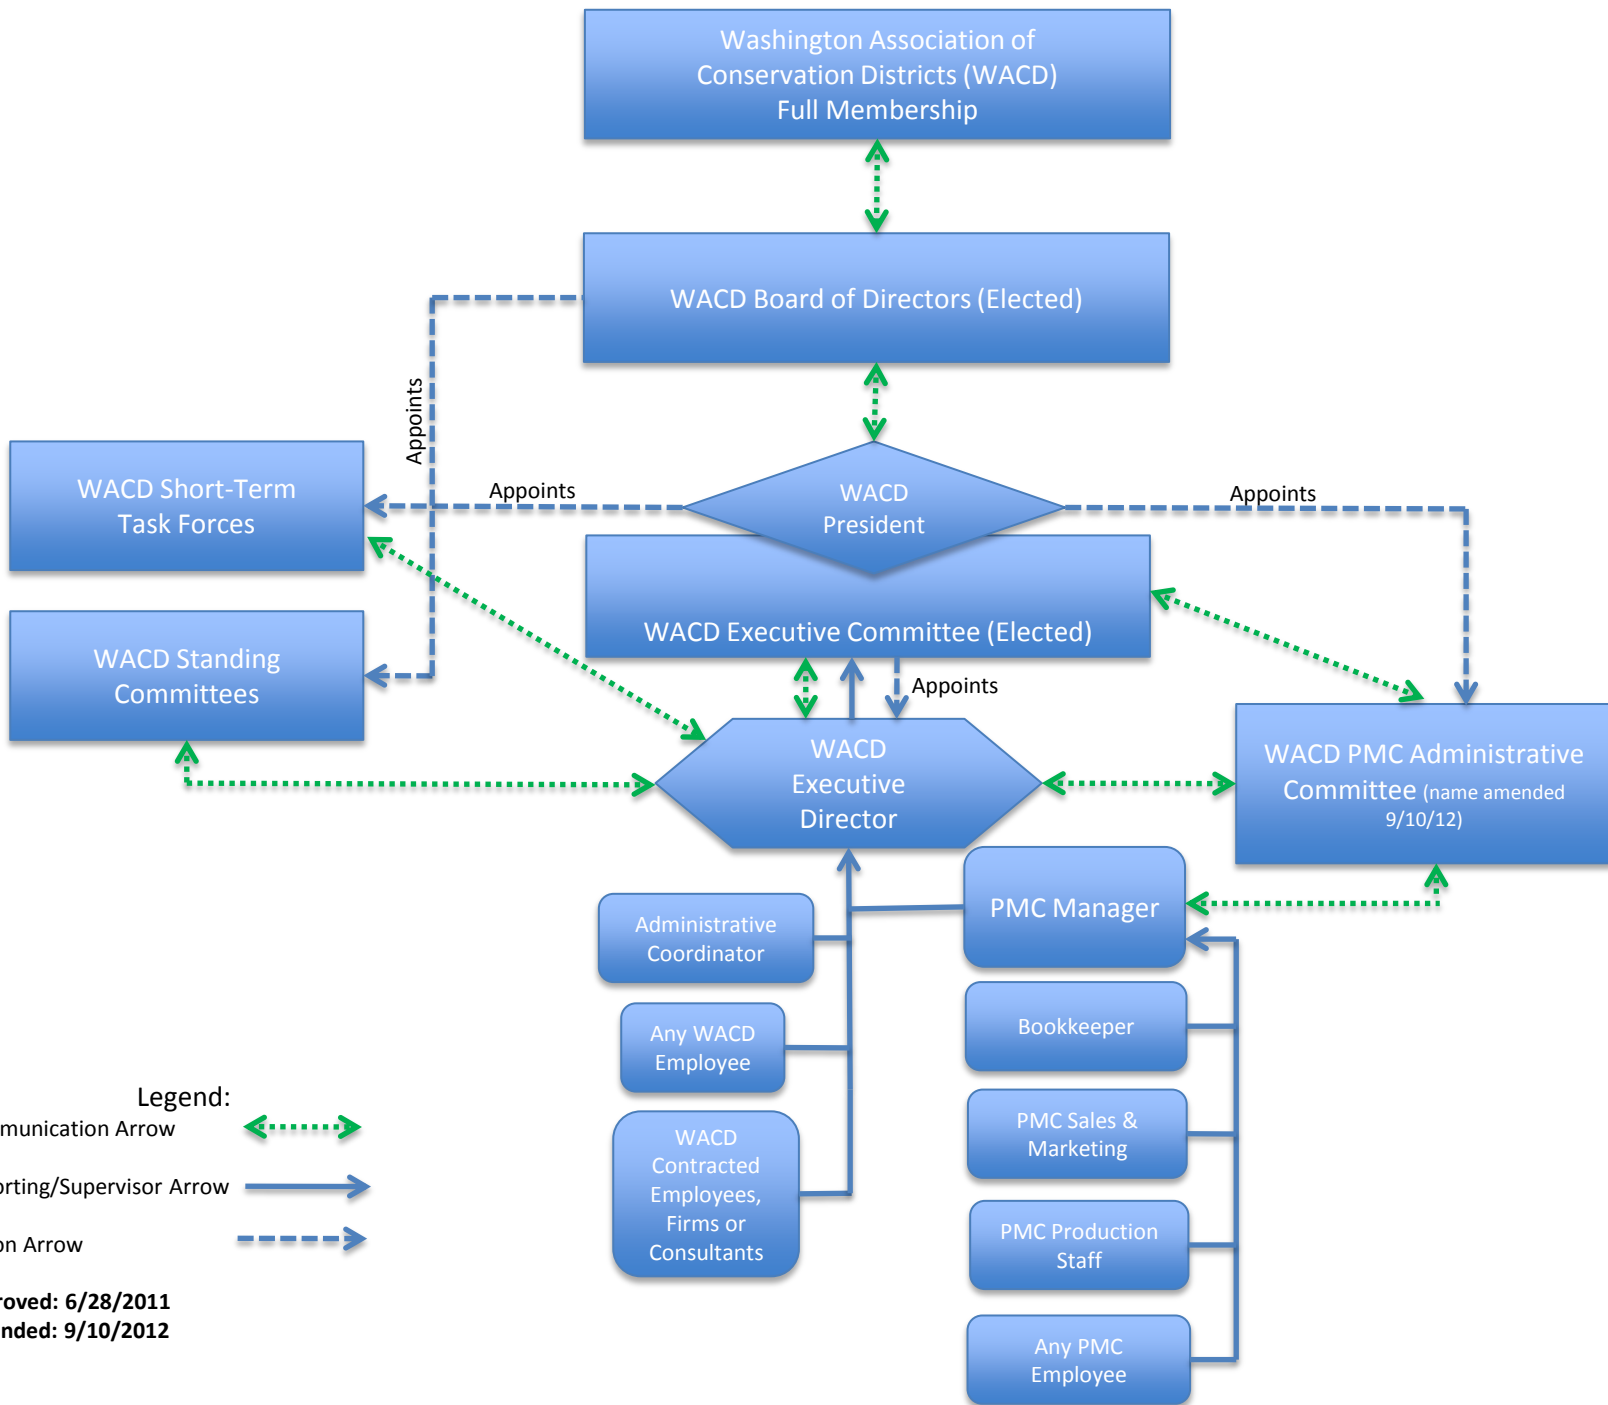 Washington Association of
Conservation Districts (WACD)
Full Membership
WACD Board of Directors (Elected)
Appoints
WACD Short-Term
Task Forces
Appoints
WACD
President
Appoints
WACD Executive Committee (Elected)
WACD Standing
Committees
Appoints
WACD
Executive
Director
WACD PMC Administrative
Committee (name amended
9/10/12)
PMC Manager
Administrative
Coordinator
Any WACD
Employee
WACD
Contracted
Employees,
Firms or
Consultants
Bookkeeper
PMC Sales &
Marketing
PMC Production
Staff
Any PMC
Employee
Legend:
munication Arrow
orting/Supervisor Arrow
on Arrow
roved: 6/28/2011
nded: 9/10/2012